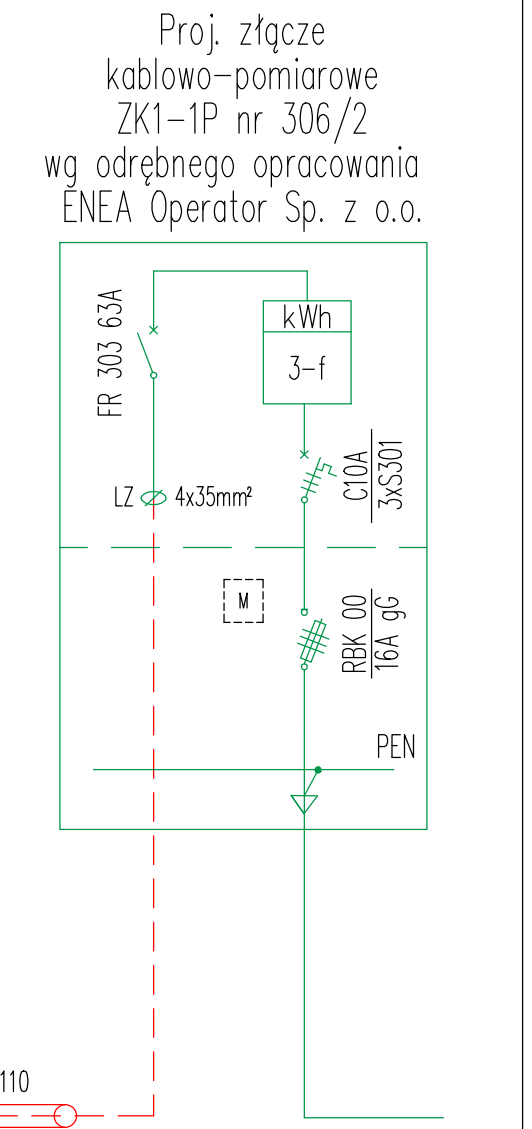 Proj. złącze
kablowo-pomiarowe
ZK1-1P nr 306/2
wg odrębnego opracowania
ENEA Operator Sp. z o.o.
FR 303 63A
kWh
3-f
C10A
3xS301
LZ 4x35mm²
M
RBK 00
16A gG
PEN
110